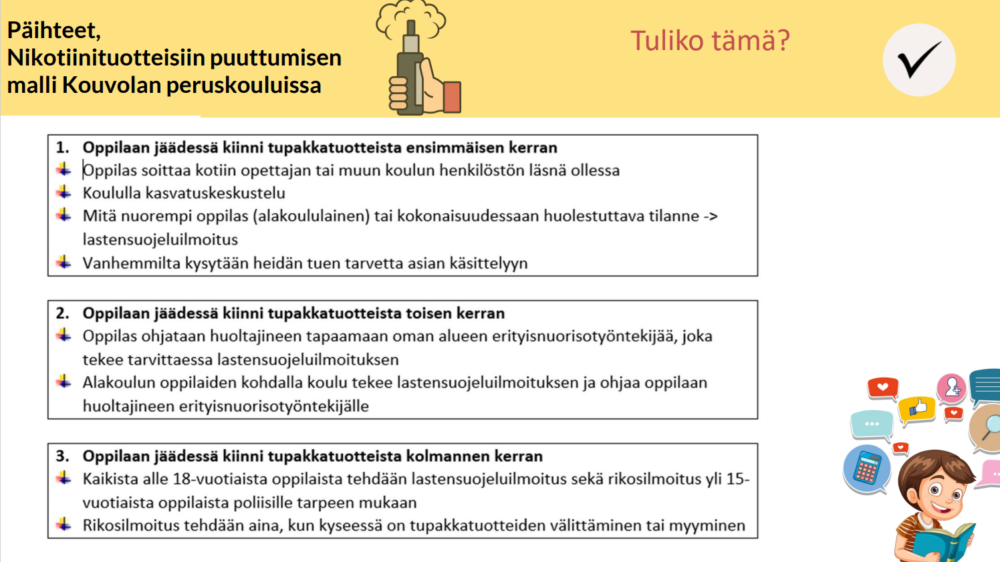 Päihteet,
Nikotiinituotteisiin puuttumisen
malli Kouvolan peruskouluissa
Tuliko tämä?
1. Oppilaan jäädessä kiinni tupakkatuotteista ensimmäisen kerran
Oppilas soittaa kotiin opettajan tai muun koulun henkilöstön läsnä ollessa
Koululla kasvatuskeskustelu
Mitä nuorempi oppilas (alakoululainen) tai kokonaisuudessaan huolestuttava tilanne ->
lastensuojeluilmoitus
Vanhemmilta kysytään heidän tuen tarvetta asian käsittelyyn
2. Oppilaan jäädessä kiinni tupakkatuotteista toisen kerran
Oppilas ohjataan huoltajineen tapaamaan oman alueen erityisnuorisotyöntekijää, joka
tekee tarvittaessa lastensuojeluilmoituksen
Alakoulun oppilaiden kohdalla koulu tekee lastensuojeluilmoituksen ja ohjaa oppilaan
huoltajineen erityisnuorisotyöntekijälle
3. Oppilaan jäädessä kiinni tupakkatuotteista kolmannen kerran
Kaikista alle 18-vuotiaista oppilaista tehdään lastensuojeluilmoitus sekä rikosilmoitus yli 15-
vuotiaista oppilaista poliisille tarpeen mukaan
Rikosilmoitus tehdään aina, kun kyseessä on tupakkatuotteiden välittäminen tai myyminen